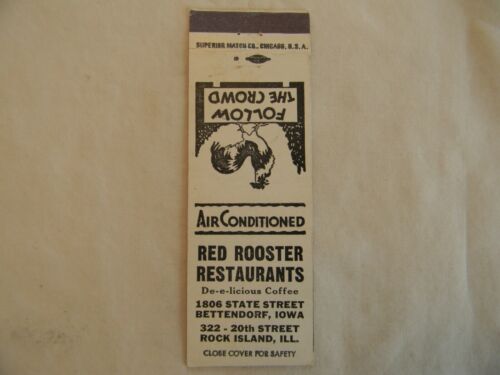 SUPERIOR MATCH CO., CHICAGO, U.S.A.
FOLLOW
THE CROWD
AIR CONDITIONED
RED ROOSTER
RESTAURANTS
De-e-licious Coffee
1806 STATE STREET
BETTENDORF, IOWA
322 - 20th STREET
ROCK ISLAND, ILL.
CLOSE COVER FOR SAFETY